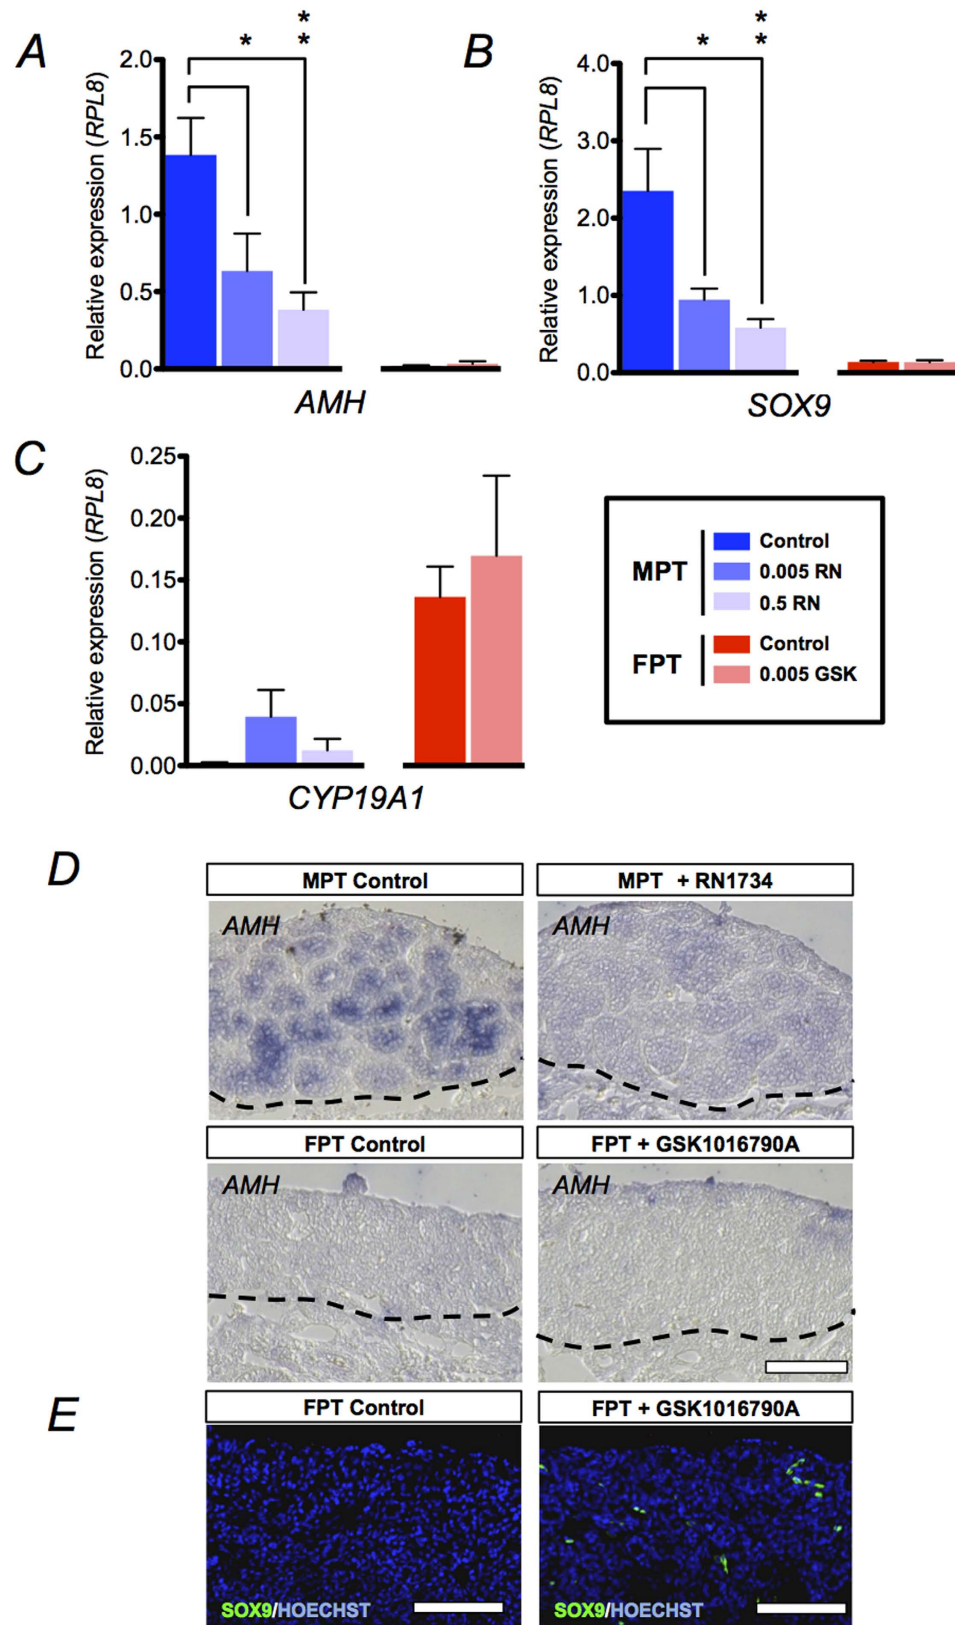 A
Relative expression (RPL8)
2.0
1.5
1.0
0.5
0.0
*
*
*
AMH
B
Relative expression (RPL8)
4.0
3.0
2.0
1.0
0.0
*
*
*
SOX9
C
Relative expression (RPL8)
0.25
0.20
0.15
0.10
0.05
0.00
CYP19A1
MPT
Control
0.005 RN
0.5 RN
FPT
Control
0.005 GSK
D
MPT Control
MPT + RN1734
AMH
AMH
FPT Control
FPT + GSK1016790A
AMH
AMH
E
FPT Control
FPT + GSK1016790A
SOX9/HOECHST
SOX9/HOECHST